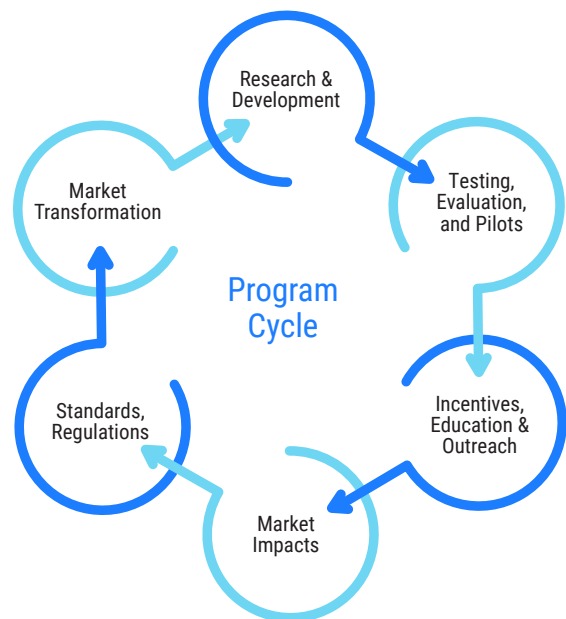 Research &
Development
Testing,
Evaluation,
and Pilots
Incentives,
Education &
Outreach
Market
Impacts
Standards,
Regulations
Market
Transformation
Program
Cycle